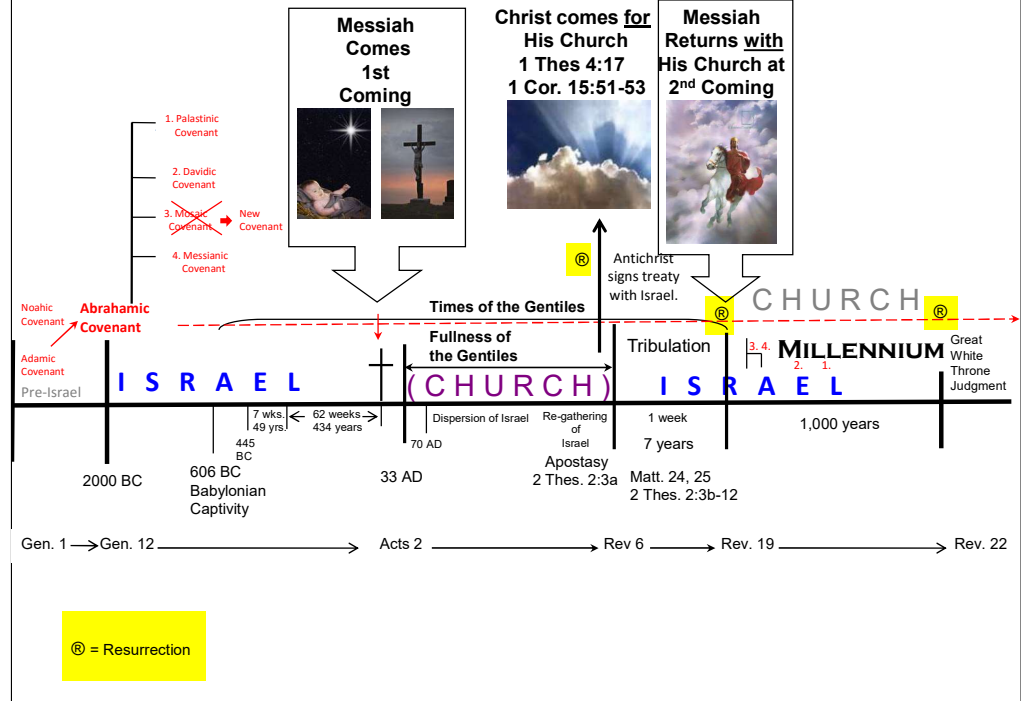 Messiah
Comes
1st
Coming
Christ comes for
His Church
1 Thes 4:17
1 Cor. 15:51-53
Messiah
Returns with
His Church at
2nd Coming
1. Palastinic
Covenant
2. Davidic
Covenant
3. Mosaic
Covenant
New
Covenant
4. Messianic
Covenant
Noahic
Covenant
Abrahamic
Covenant
Adamic
Covenant
Pre-Israel
®
Antichrist
signs treaty
with Israel.
®
CHURCH
®
Times of the Gentiles
Fullness of
the Gentiles
Tribulation
3. 4.
MILLENNIUM
2. 1.
Great
White
Throne
Judgment
ISRAEL
(CHURCH)
ISRAEL
7 wks.
49 yrs.
62 weeks
434 years
445
BC
70 AD
Dispersion of Israel
Re-gathering
of
Israel
1 week
7 years
1,000 years
2000 BC
606 BC
Babylonian
Captivity
33 AD
Apostasy
2 Thes. 2:3a
Matt. 24, 25
2 Thes. 2:3b-12
Gen. 1
Gen. 12
Acts 2
Rev 6
Rev. 19
Rev. 22
® = Resurrection